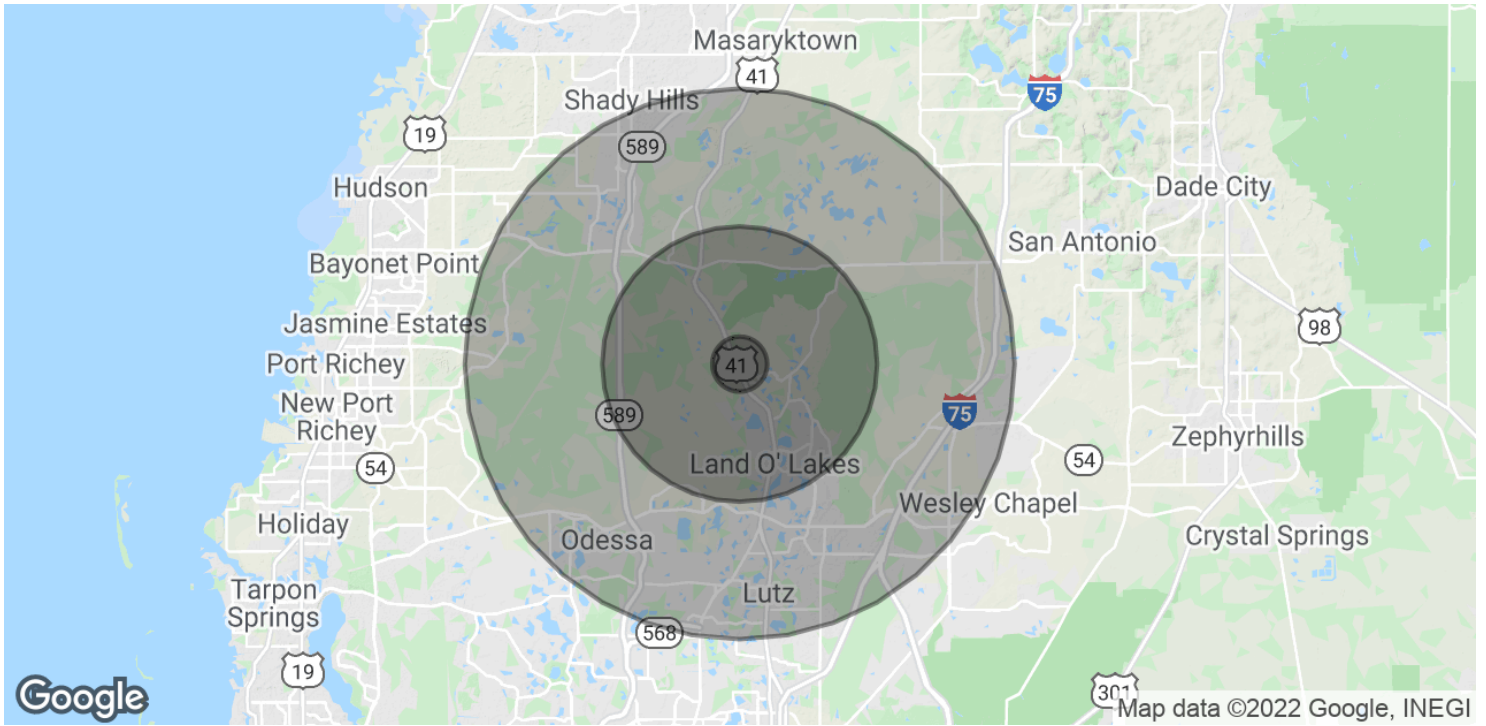 Masaryktown
41
75
Shady Hills
19
589
Hudson
Dade City
San Antonio
Bayonet Point
Jasmine Estates
98
Port Richey
41
New Port
Richey
589
75
Zephyrhills
54
54
Land O' Lakes
Wesley Chapel
Holiday
Odessa
Crystal Springs
Tarpon
Springs
Lutz
568
19
301
Google
Map data ©2022 Google, INEGI